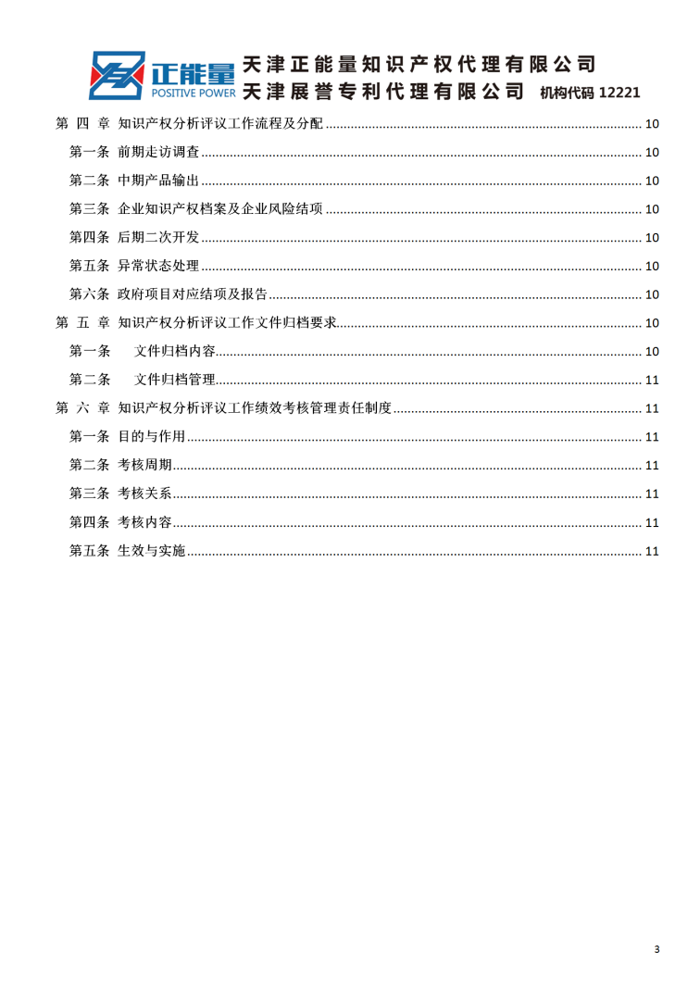 正能量 天津正能量知识产权代理有限公司
POSITIVE POWER 天津展誉专利代理有限公司 机构代码 12221
第 四 章 知识产权分析评议工作流程及分配 ........ 10
第一条 前期走访调查 ........ 10
第二条 中期产品输出 ........ 10
第三条 企业知识产权档案及企业风险结项 ........ 10
第四条 后期二次开发 ........ 10
第五条 异常状态处理 ........ 10
第六条 政府项目对应结项及报告 ........ 10
第 五 章 知识产权分析评议工作文件归档要求 ........ 10
第一条 文件归档内容 ........ 10
第二条 文件归档管理 ........ 11
第 六 章 知识产权分析评议工作绩效考核管理责任制度 ........ 11
第一条 目的与作用 ........ 11
第二条 考核周期 ........ 11
第三条 考核关系 ........ 11
第四条 考核内容 ........ 11
第五条 生效与实施 ........ 11
3